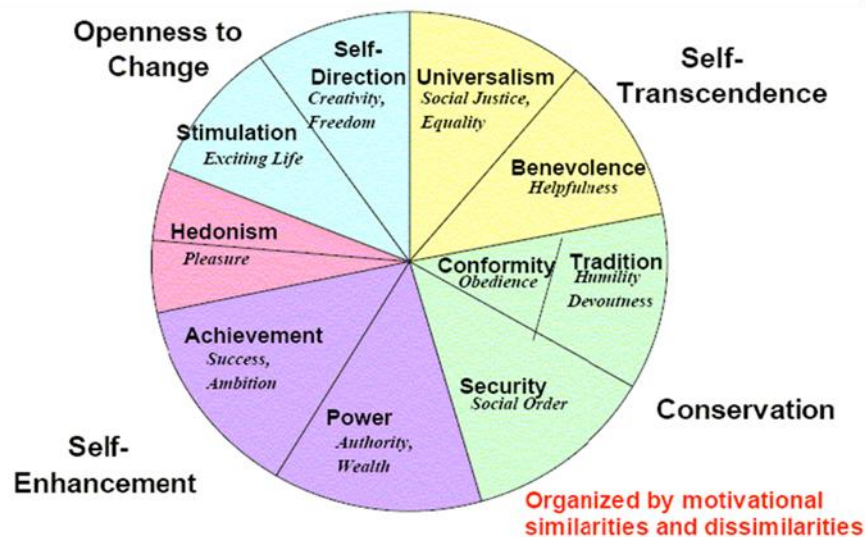 Openness to
Change
Self-
Direction
Creativity,
Freedom
Universalism
Social Justice,
Equality
Self-
Transcendence
Stimulation
Exciting Life
Benevolence
Helpfulness
Hedonism
Pleasure
Conformity
Obedience
Tradition
Humility
Devoutness
Achievement
Success,
Ambition
Security
Social Order
Conservation
Power
Authority,
Wealth
Self-
Enhancement
Organized by motivational
similarities and dissimilarities